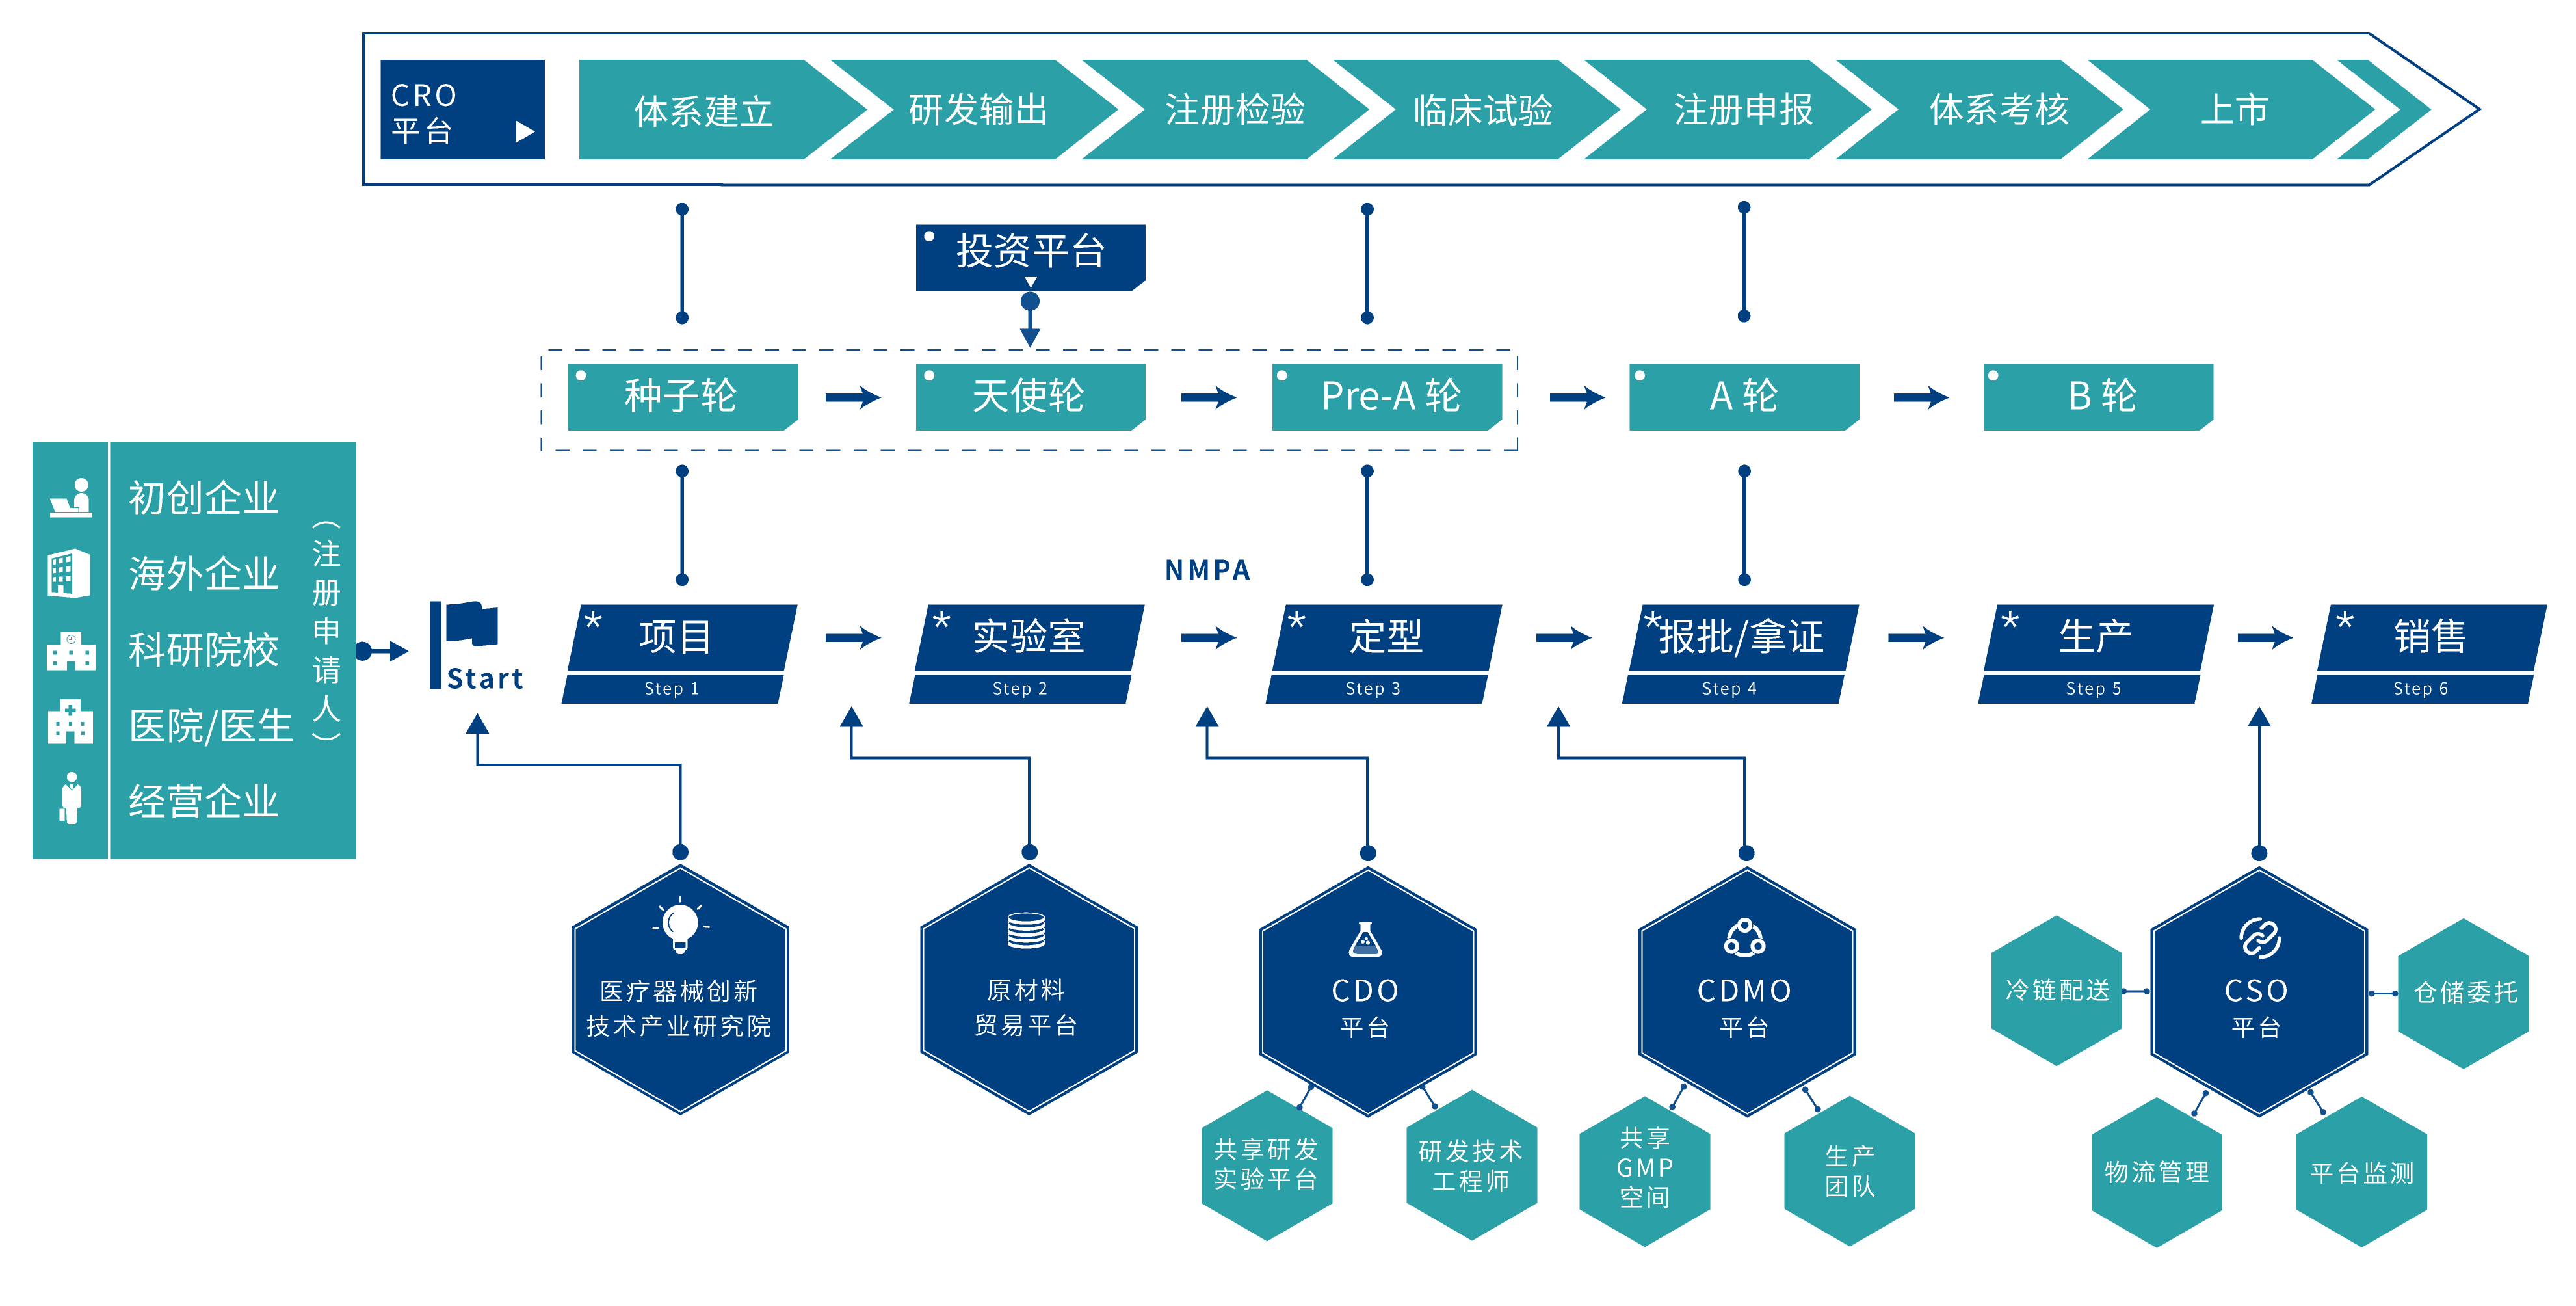 CRO
平台
体系建立
研发输出
注册检验
临床试验
注册申报
体系考核
上市
投资平台
种子轮
天使轮
Pre-A 轮
A 轮
B 轮
初创企业
海外企业
科研院校
医院/医生
经营企业
（注册申请人）
Start
NMPA
*项目
Step 1
*实验室
Step 2
*定型
Step 3
*报批/拿证
Step 4
*生产
Step 5
*销售
Step 6
医疗器械创新
技术产业研究院
原材料
贸易平台
CDO
平台
共享研发
实验平台
研发技术
工程师
CDMO
平台
共享
GMP
空间
生产
团队
冷链配送
CSO
平台
仓储委托
物流管理
平台监测